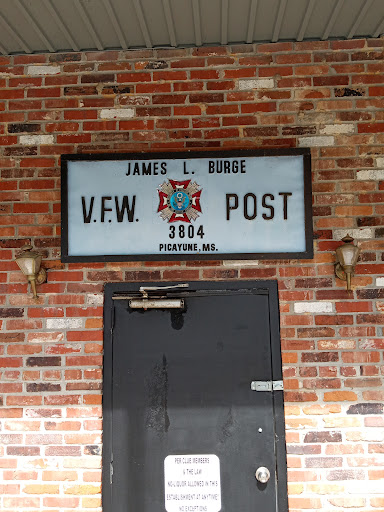 JAMES L. BURGE
V.F.W. POST
3804
PICAYUNE, MS.
PER CLUB MEMBERS
& THE LAW
NO LIQUOR ALLOWED IN THIS
ESTABLISHMENT AT ANYTIME!
NO EXCEPTIONS